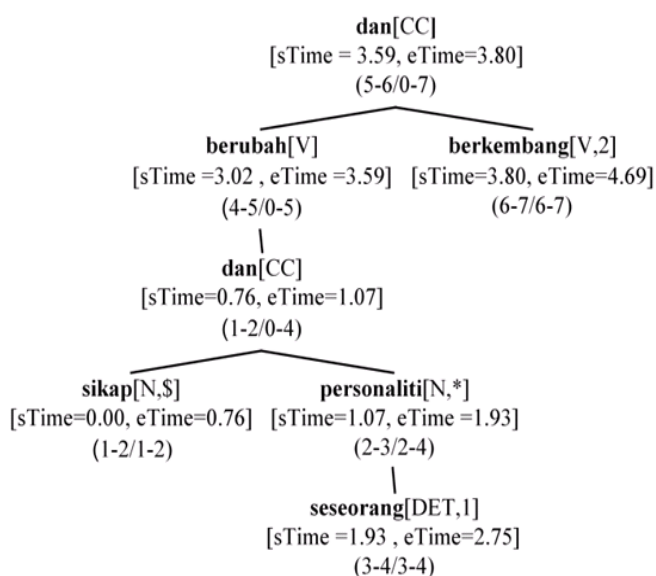 dan[CC]
[sTime = 3.59, eTime=3.80]
(5-6/0-7)
berubah[V] berkembang[V,2]
[sTime =3.02 , eTime =3.59] [sTime=3.80, eTime=4.69]
(4-5/0-5) (6-7/6-7)
dan[CC]
[sTime=0.76, eTime=1.07]
(1-2/0-4)
sikap[N,$] personaliti[N,*]
[sTime=0.00, eTime=0.76] [sTime=1.07, eTime =1.93]
(1-2/1-2) (2-3/2-4)
seseorang[DET,1]
[sTime =1.93 , eTime=2.75]
(3-4/3-4)